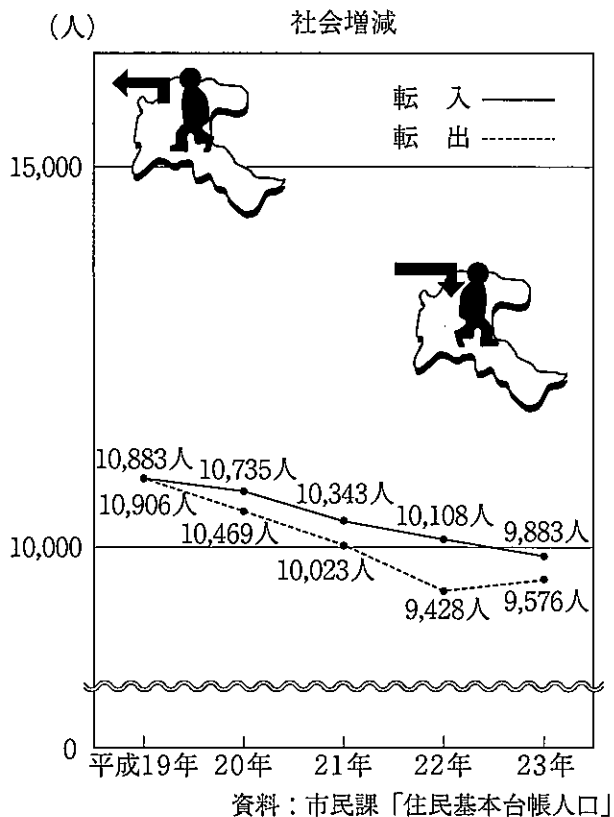 社会増減
(人)
転入
転出
15,000
10,883人
10,735人
10,343人
10,108人
9,883人
10,906人
10,469人
10,023人
9,428人
9,576人
10,000
0
平成19年 20年 21年 22年 23年
資料:市民課「住民基本台帳人口」